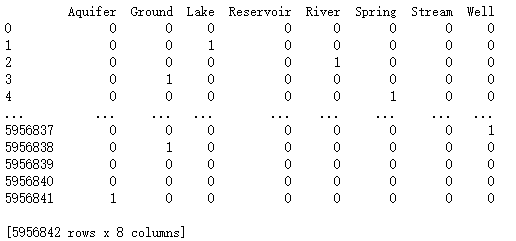 Aquifer Ground Lake Reservoir River Spring Stream Well
0 0 0 0 0 0 0 0 0
1 0 0 1 0 0 0 0 0
2 0 0 0 0 1 0 0 0
3 0 1 0 0 0 0 0 0
4 0 0 0 0 0 1 0 0
... ... ... ... ... ... ... ... ...
5956837 0 0 0 0 0 0 0 1
5956838 0 1 0 0 0 0 0 0
5956839 0 0 0 0 0 0 0 0
5956840 0 0 0 0 0 0 0 0
5956841 1 0 0 0 0 0 0 0
[5956842 rows x 8 columns]